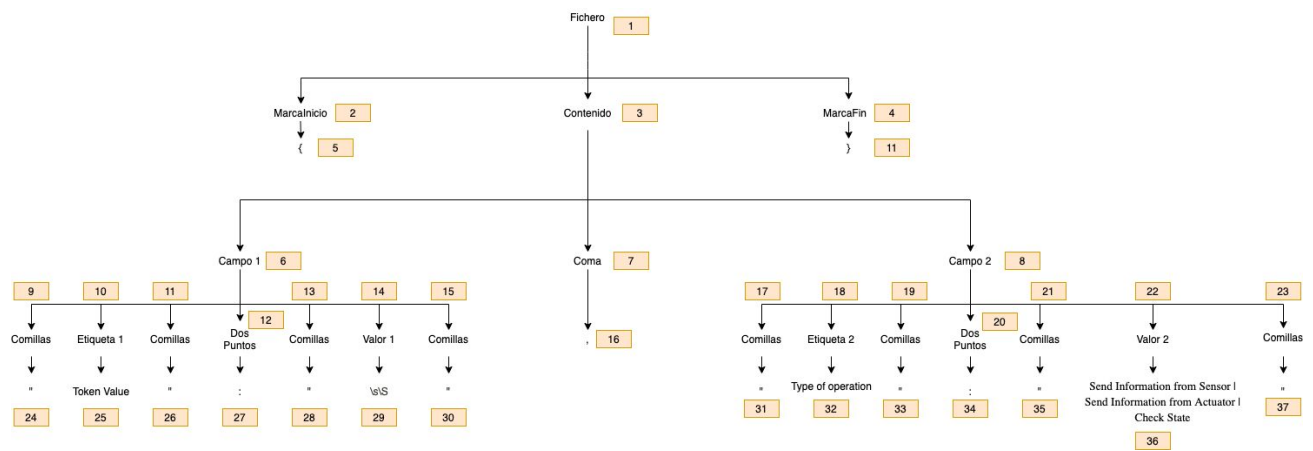 Fichero 1
MarcaInicio 2 Contenido 3 MarcaFin 4
{ 5 } 11
Campo 1 6 Coma 7 Campo 2 8
9 10 11 13 14 15 17 18 19 21 22 23
12 20
Comillas Etiqueta 1 Comillas Dos Comillas Valor 1 Comillas , 16 Comillas Etiqueta 2 Comillas Dos Comillas Valor 2 Comillas
Puntos Puntos
" Token Value " : " \s\S " " Type of operation " : " Send Information from Sensor | "
Send Information from Actuator |
Check State
24 25 26 27 28 29 30 31 32 33 34 35 37
36